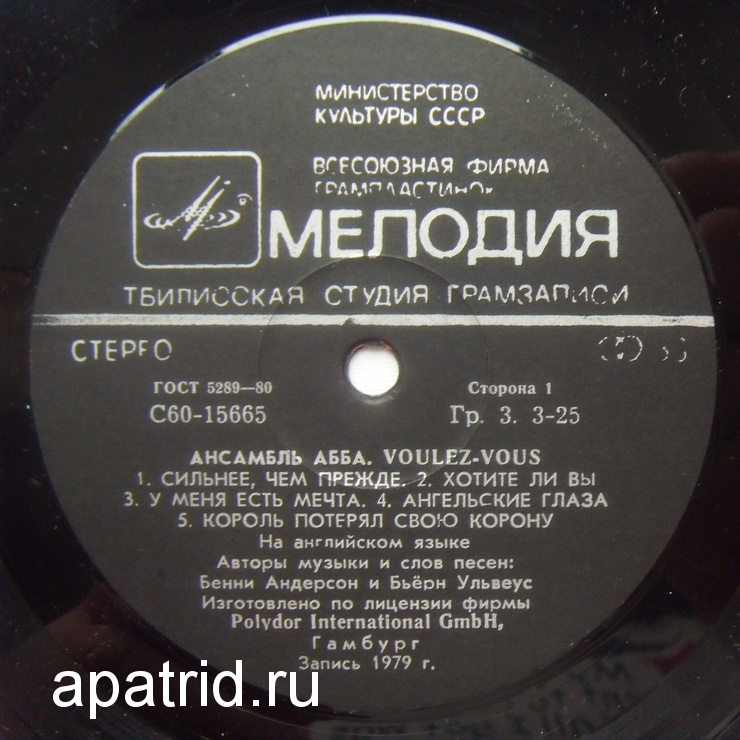 МИНИСТЕРСТВО
КУЛЬТУРЫ СССР
ВСЕСОЮЗНАЯ ФИРМА
ГРАМПЛАСТИНОК
МЕЛОДИЯ
ТБИЛИССКАЯ СТУДИЯ ГРАМЗАПИСИ
СТЕРЕО 33
ГОСТ 5289—80 Сторона 1
С60-15665 Гр. 3. 3-25
АНСАМБЛЬ АББА. VOULEZ-VOUS
1. СИЛЬНЕЕ, ЧЕМ ПРЕЖДЕ. 2. ХОТИТЕ ЛИ ВЫ
3. У МЕНЯ ЕСТЬ МЕЧТА. 4. АНГЕЛЬСКИЕ ГЛАЗА
5. КОРОЛЬ ПОТЕРЯЛ СВОЮ КОРОНУ
На английском языке
Авторы музыки и слов песен:
Бенни Андерсон и Бьёрн Ульвеус
Изготовлено по лицензии фирмы
Polydor International GmbH,
Гамбург
Запись 1979 г.
apatrid.ru